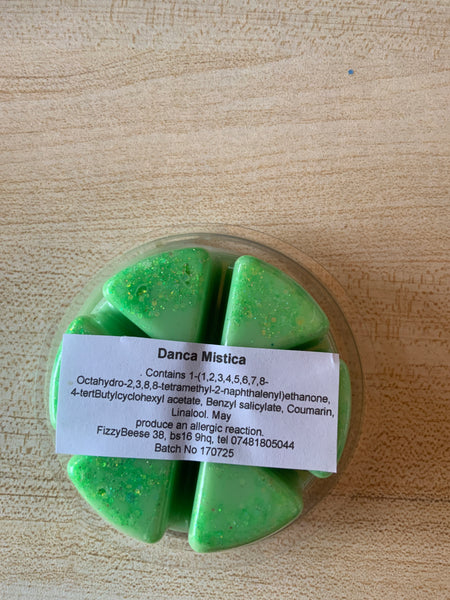 Danca Mistica
. Contains 1-(1,2,3,4,5,6,7,8-
Octahydro-2,3,8,8-tetramethyl-2-naphthalenyl)ethanone,
4-tertButylcyclohexyl acetate, Benzyl salicylate, Coumarin,
Linalool. May
produce an allergic reaction.
FizzyBeese 38, bs16 9hq, tel 07481805044
Batch No 170725